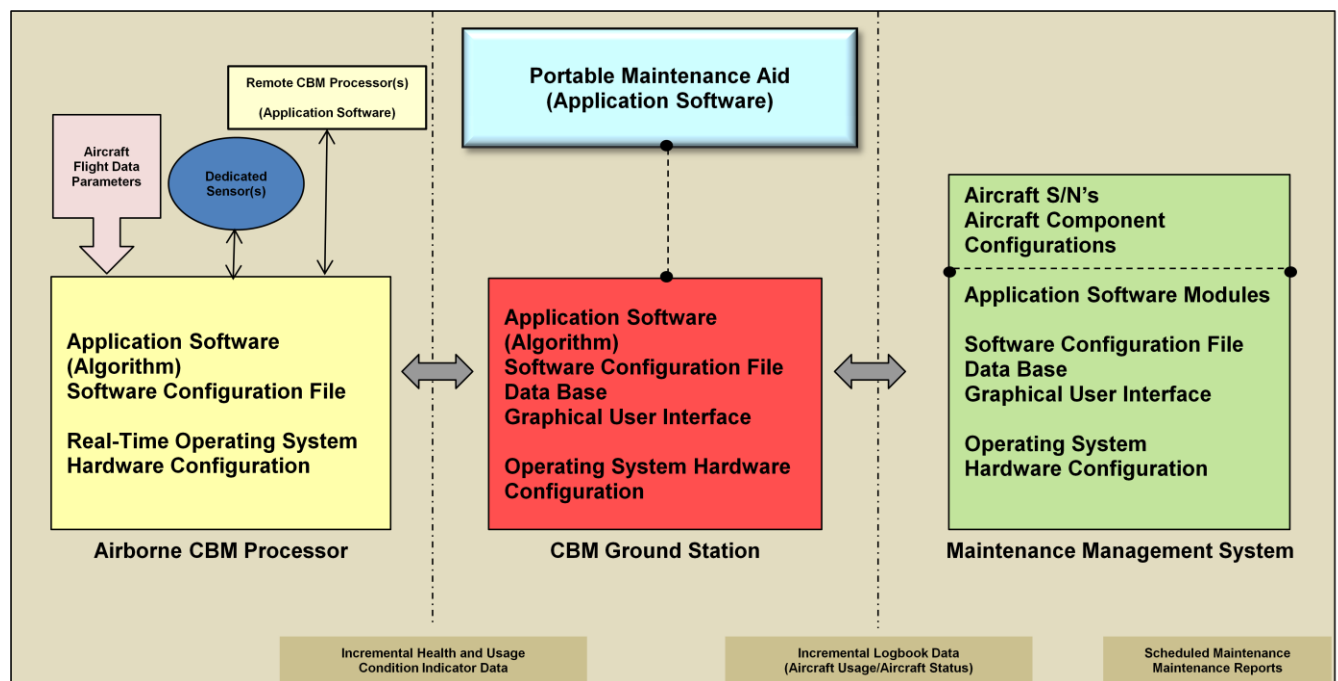 Remote CBM Processor(s)
(Application Software)
Aircraft
Flight Data
Parameters
Dedicated
Sensor(s)
Application Software
(Algorithm)
Software Configuration File
Real-Time Operating System
Hardware Configuration
Airborne CBM Processor
Portable Maintenance Aid
(Application Software)
Application Software
(Algorithm)
Software Configuration File
Data Base
Graphical User Interface
Operating System Hardware
Configuration
CBM Ground Station
Aircraft S/N’s
Aircraft Component
Configurations
Application Software Modules
Software Configuration File
Data Base
Graphical User Interface
Operating System
Hardware Configuration
Maintenance Management System
Incremental Health and Usage
Condition Indicator Data
Incremental Logbook Data
(Aircraft Usage/Aircraft Status)
Scheduled Maintenance
Maintenance Reports